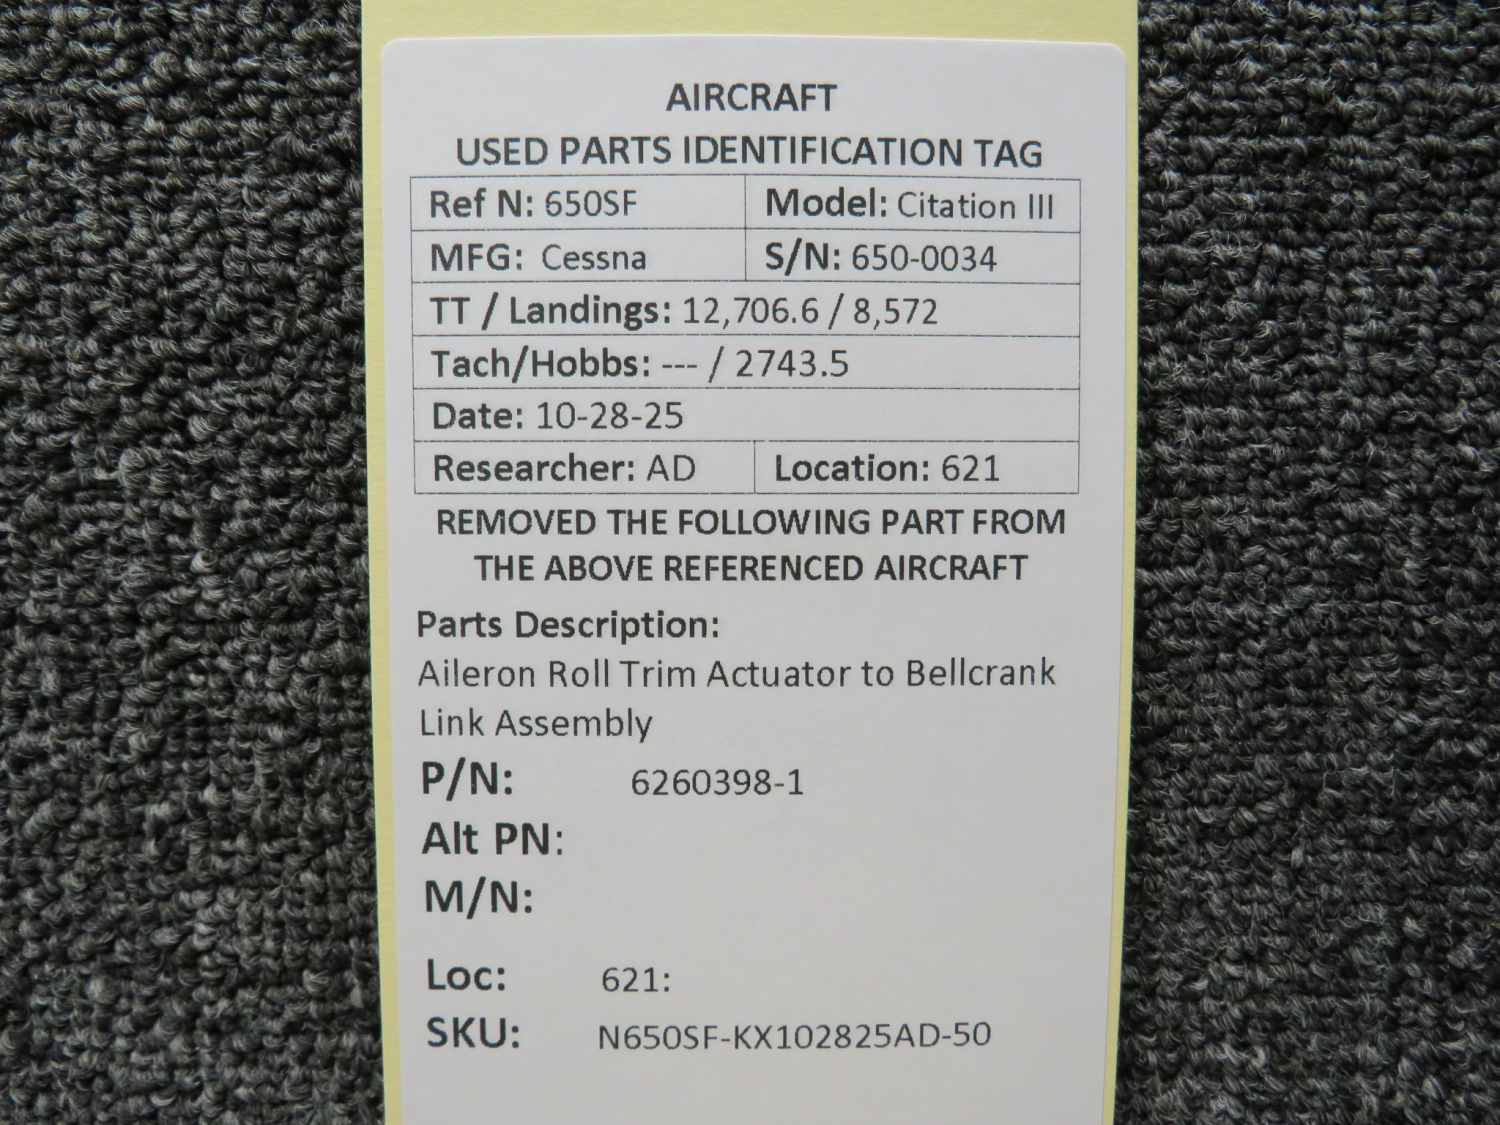 AIRCRAFT
USED PARTS IDENTIFICATION TAG
Ref N: 650SF Model: Citation III
MFG: Cessna S/N: 650-0034
TT / Landings: 12,706.6 / 8,572
Tach/Hobbs: --- / 2743.5
Date: 10-28-25
Researcher: AD Location: 621
REMOVED THE FOLLOWING PART FROM
THE ABOVE REFERENCED AIRCRAFT
Parts Description:
Aileron Roll Trim Actuator to Bellcrank
Link Assembly
P/N: 6260398-1
Alt PN:
M/N:
Loc: 621:
SKU: N650SF-KX102825AD-50